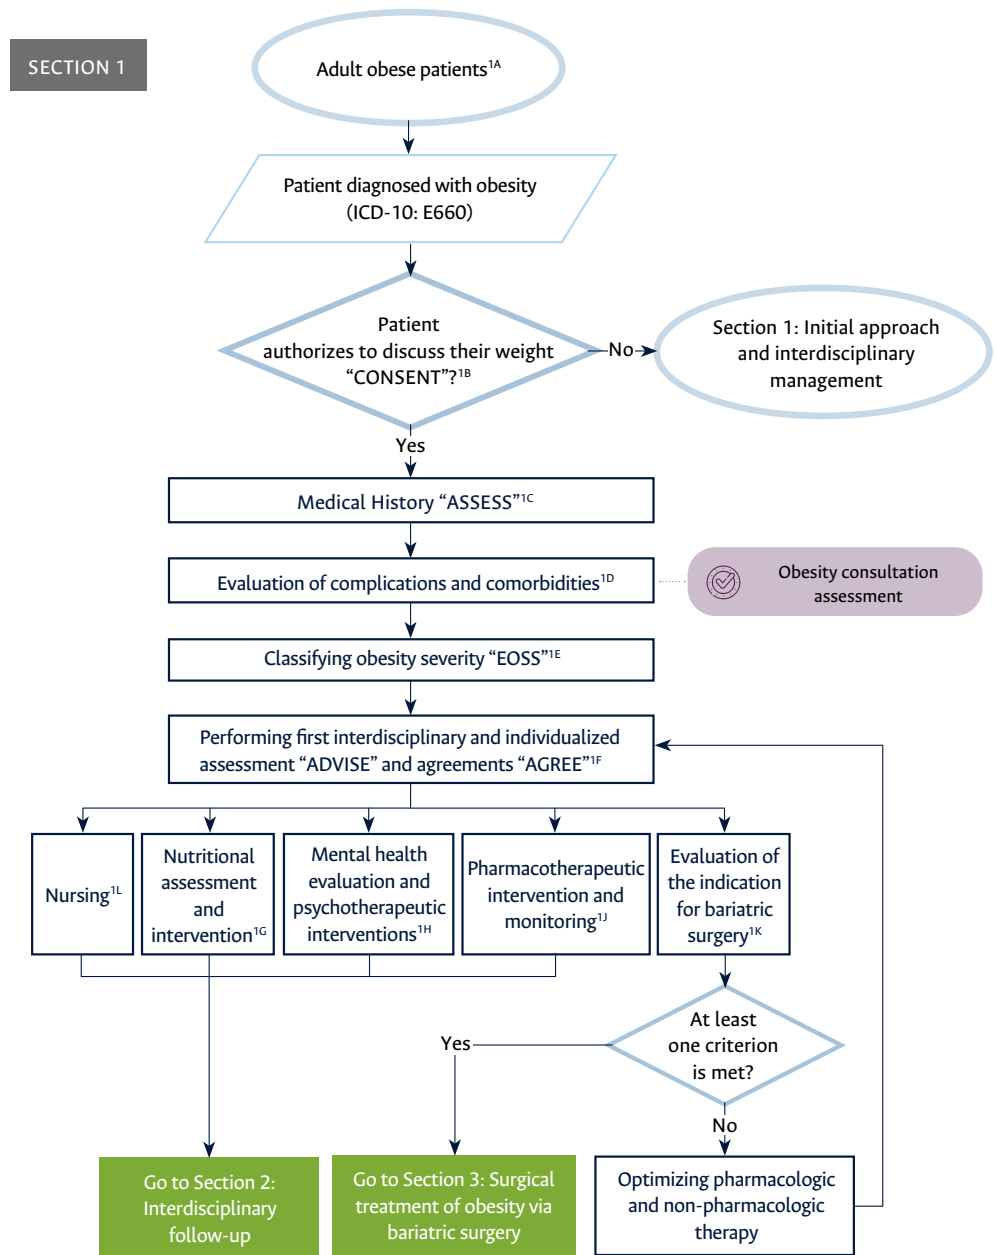 SECTION 1
Adult obese patients1A
Patient diagnosed with obesity
(ICD-10: E660)
Patient
authorizes to discuss their weight
“CONSENT”?1B
No
Section 1: Initial approach
and interdisciplinary
management
Yes
Medical History “ASSESS”1C
Evaluation of complications and comorbidities1D
Obesity consultation
assessment
Classifying obesity severity “EOSS”1E
Performing first interdisciplinary and individualized
assessment “ADVISE” and agreements “AGREE”1F
Nursing1L
Nutritional
assessment
and
intervention1G
Mental health
evaluation and
psychotherapeutic
interventions1H
Pharmacotherapeutic
intervention and
monitoring1J
Evaluation of
the indication
for bariatric
surgery1K
At least
one criterion
is met?
Yes
No
Go to Section 2:
Interdisciplinary
follow-up
Go to Section 3: Surgical
treatment of obesity via
bariatric surgery
Optimizing pharmacologic
and non-pharmacologic
therapy